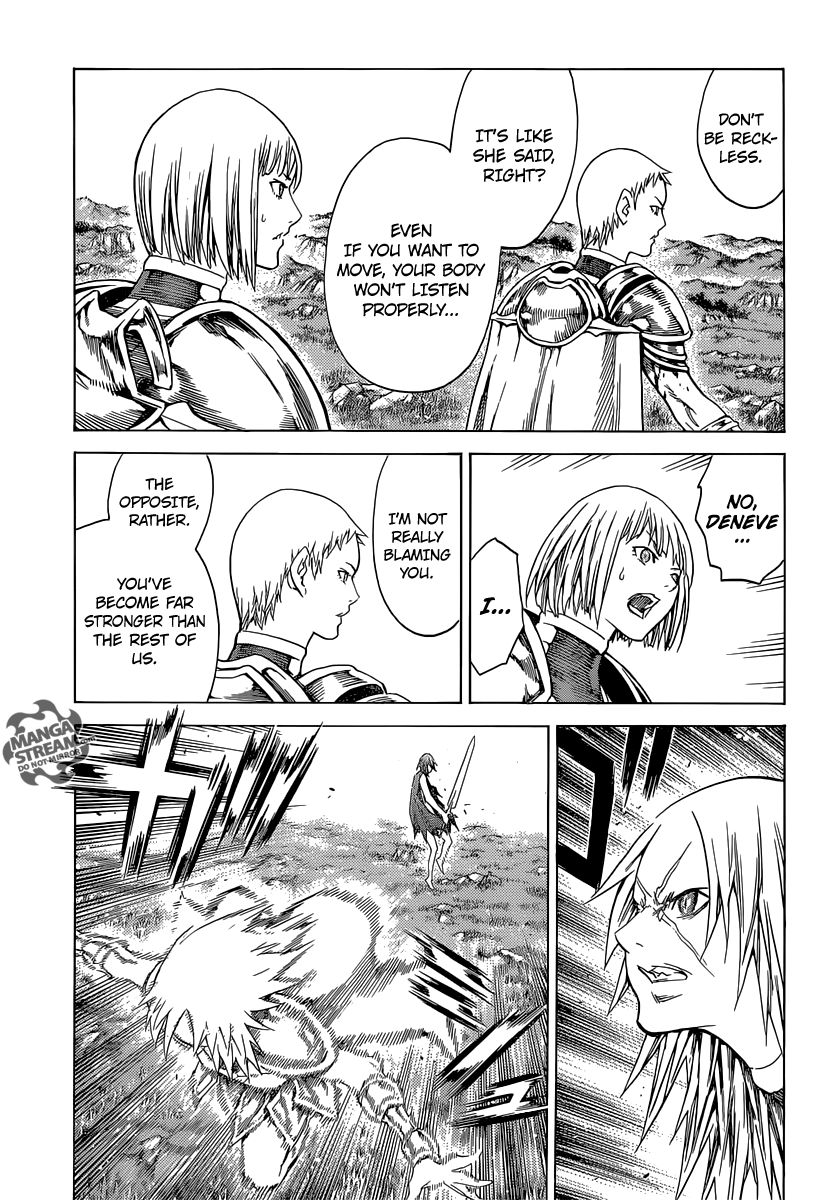 DON'T
BE RECK-
LESS.
IT'S LIKE
SHE SAID,
RIGHT?
EVEN
IF YOU WANT TO
MOVE, YOUR BODY
WON'T LISTEN
PROPERLY...
NO,
DENEVE
...
I...
I'M NOT
REALLY
BLAMING
YOU.
THE
OPPOSITE,
RATHER.
YOU'VE
BECOME FAR
STRONGER THAN
THE REST OF
US.
MANGA
STREAM.COM
DO NOT MIRROR